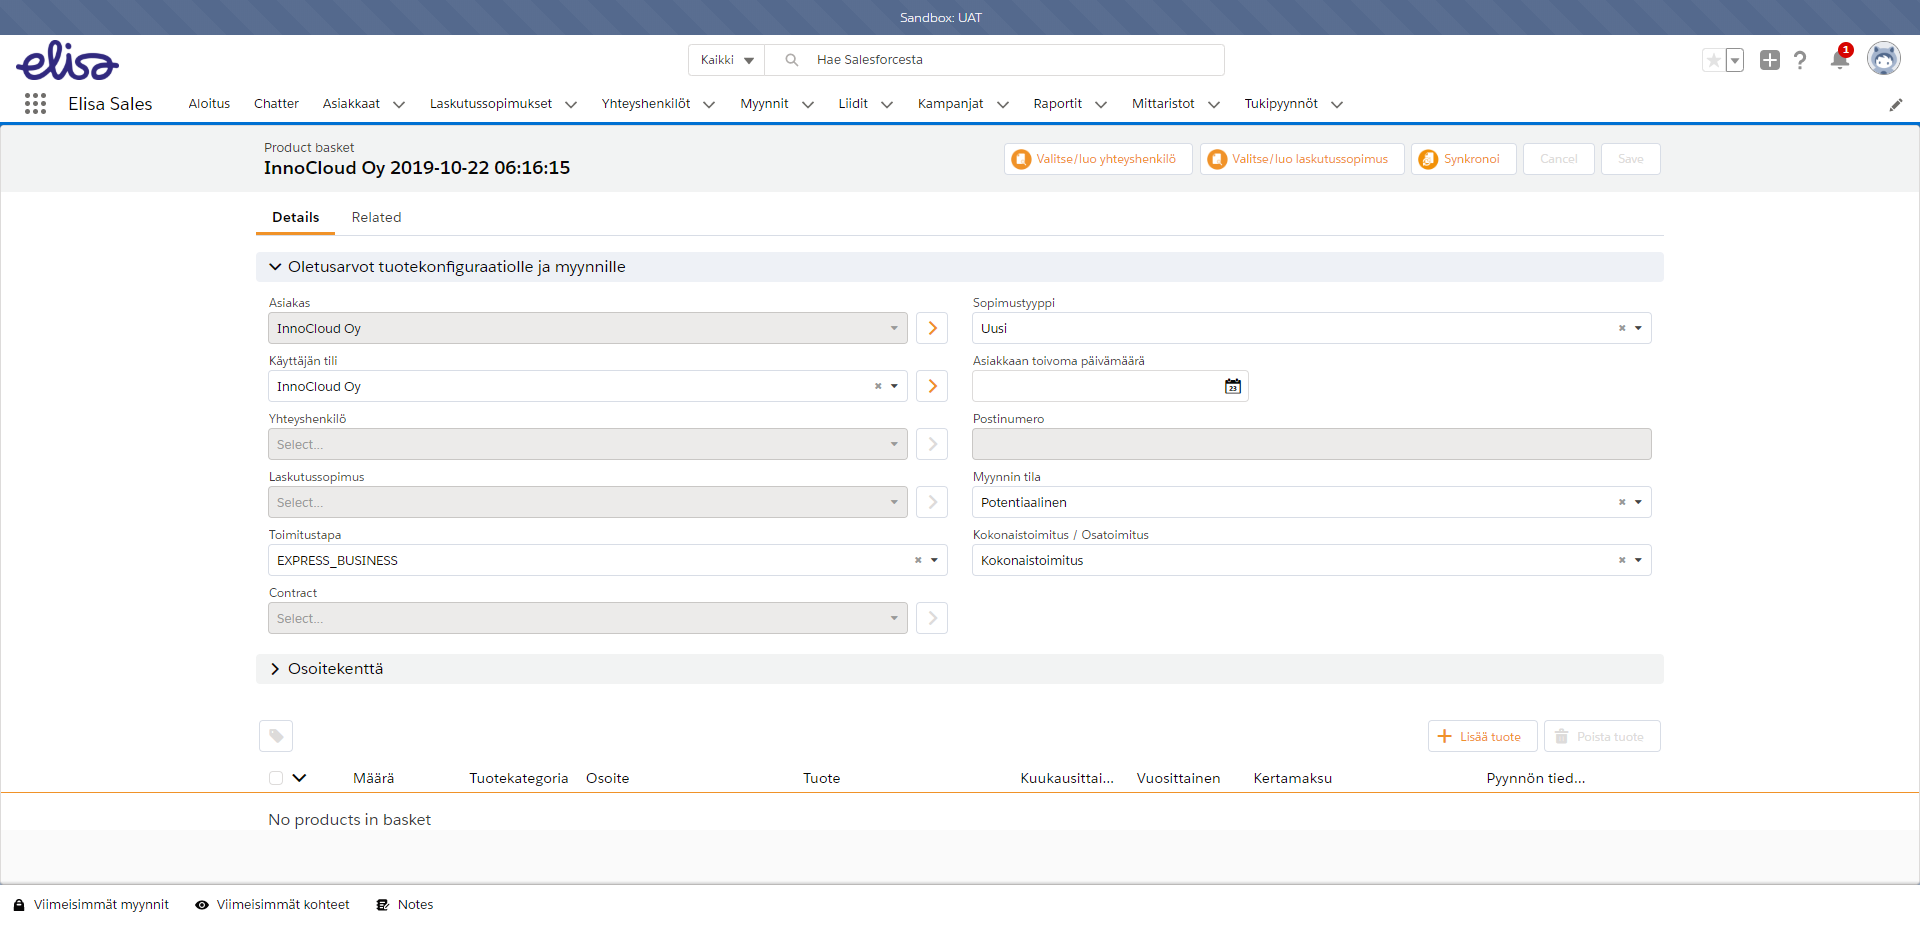 Sandbox: UAT
elisa
Kaikki
Hae Salesforcesta
1
Elisa Sales
Aloitus
Chatter
Asiakkaat
Laskutussopimukset
Yhteyshenkilöt
Myynnit
Liidit
Kampanjat
Raportit
Mittaristot
Tukipyynnöt
Product basket
InnoCloud Oy 2019-10-22 06:16:15
Valitse/luo yhteyshenkilö
Valitse/luo laskutussopimus
Synkronoi
Cancel
Save
Details
Related
Oletusarvot tuotekonfiguraatiolle ja myynnille
Asiakas
InnoCloud Oy
Sopimustyyppi
Uusi
Käyttäjän tili
InnoCloud Oy
Asiakkaan toivoma päivämäärä
23
Yhteyshenkilö
Select...
Postinumero
Laskutussopimus
Select...
Myynnin tila
Potentiaalinen
Toimitustapa
EXPRESS_BUSINESS
Kokonaistoimitus / Osatoimitus
Kokonaistoimitus
Contract
Select...
Osoitekenttä
Lisää tuote
Poista tuote
Määrä
Tuotekategoria
Osoite
Tuote
Kuukausittai...
Vuosittainen
Kertamaksu
Pyynnön tied...
No products in basket
Viimeisimmät myynnit
Viimeisimmät kohteet
Notes